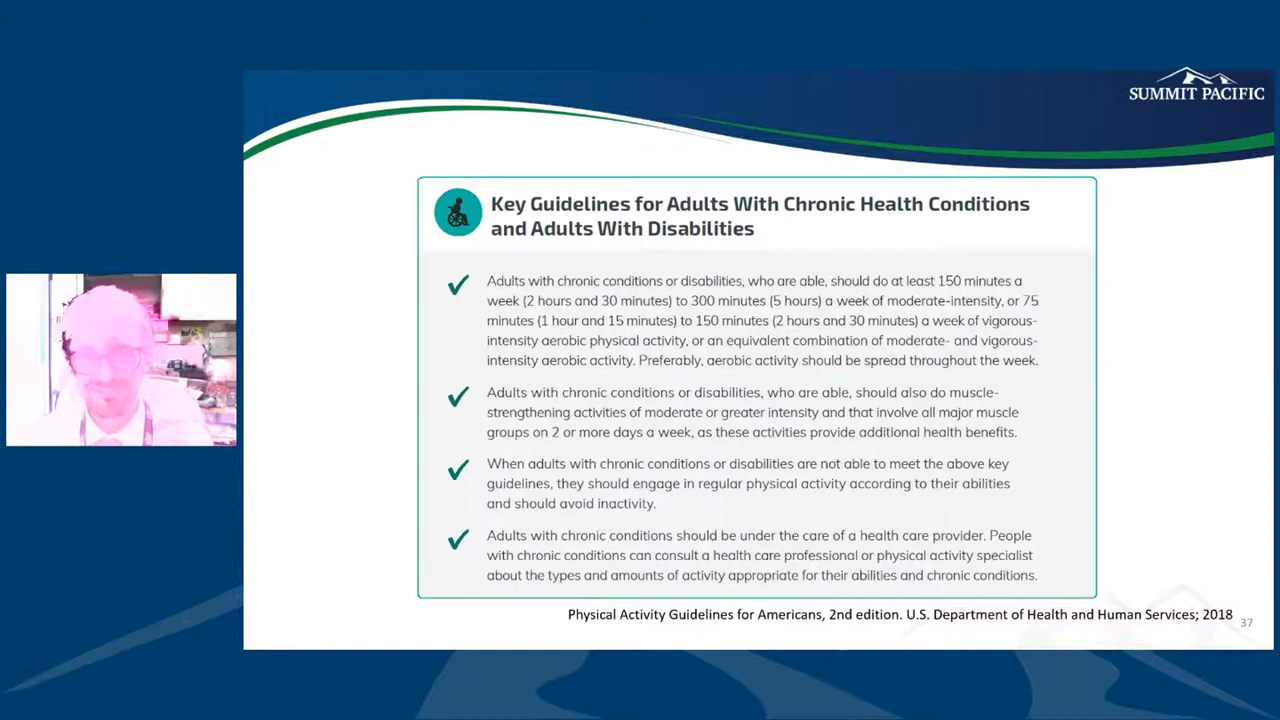 SUMMIT PACIFIC
Key Guidelines for Adults With Chronic Health Conditions
and Adults With Disabilities
Adults with chronic conditions or disabilities, who are able, should do at least 150 minutes a
week (2 hours and 30 minutes) to 300 minutes (5 hours) a week of moderate-intensity, or 75
minutes (1 hour and 15 minutes) to 150 minutes (2 hours and 30 minutes) a week of vigorous-
intensity aerobic physical activity, or an equivalent combination of moderate- and vigorous-
intensity aerobic activity. Preferably, aerobic activity should be spread throughout the week.
Adults with chronic conditions or disabilities, who are able, should also do muscle-
strengthening activities of moderate or greater intensity and that involve all major muscle
groups on 2 or more days a week, as these activities provide additional health benefits.
When adults with chronic conditions or disabilities are not able to meet the above key
guidelines, they should engage in regular physical activity according to their abilities
and should avoid inactivity.
Adults with chronic conditions should be under the care of a health care provider. People
with chronic conditions can consult a health care professional or physical activity specialist
about the types and amounts of activity appropriate for their abilities and chronic conditions.
Physical Activity Guidelines for Americans, 2nd edition. U.S. Department of Health and Human Services; 2018
37